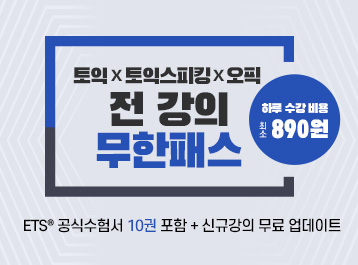 토익 x 토익스피킹 x 오픽
전 강의
무한패스
하루 수강 비용
최소 890원
ETS® 공식수험서 10권 포함 + 신규강의 무료 업데이트